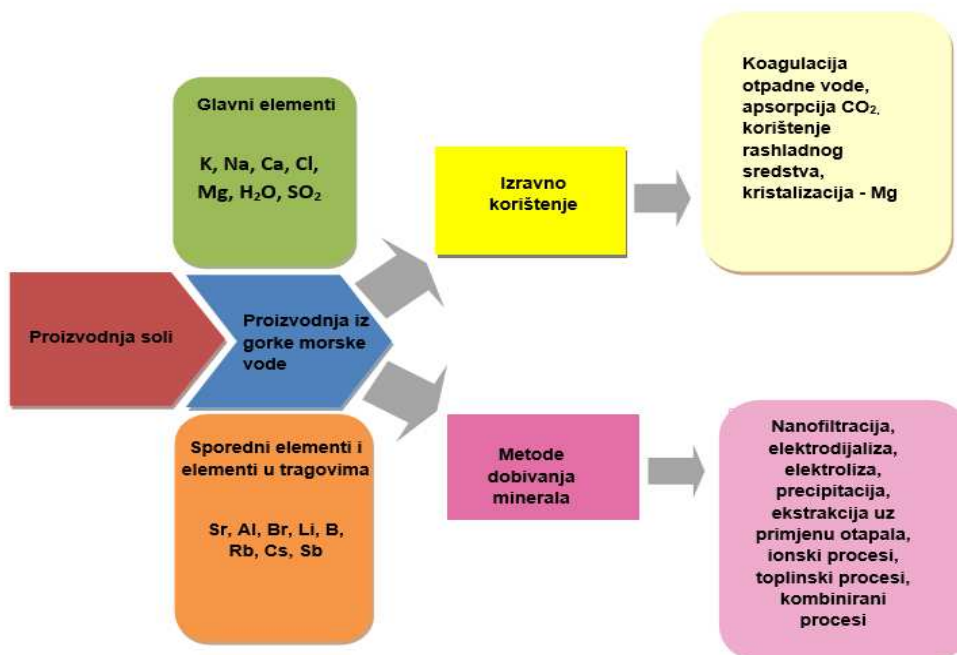 Glavni elementi
K, Na, Ca, Cl,
Mg, H₂O, SO₂
Proizvodnja soli
Proizvodnja iz
gorke morske
vode
Sporedni elementi i
elementi u tragovima
Sr, Al, Br, Li, B,
Rb, Cs, Sb
Izravno
korištenje
Koagulacija
otpadne vode,
apsorpcija CO₂,
korištenje
rashladnog
sredstva,
kristalizacija - Mg
Metode
dobivanja
minerala
Nanofiltracija,
elektrodijaliza,
elektroliza,
precipitacija,
ekstrakcija uz
primjenu otapala,
ionski procesi,
toplinski procesi,
kombinirani
procesi